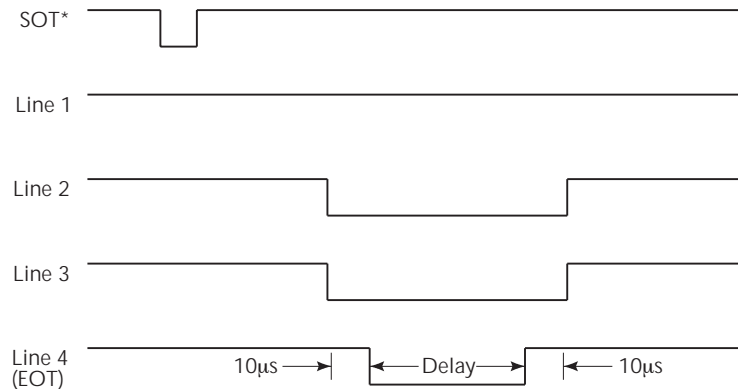 SOT*
Line 1
Line 2
Line 3
Line 4
(EOT)
10µs
Delay
10µs